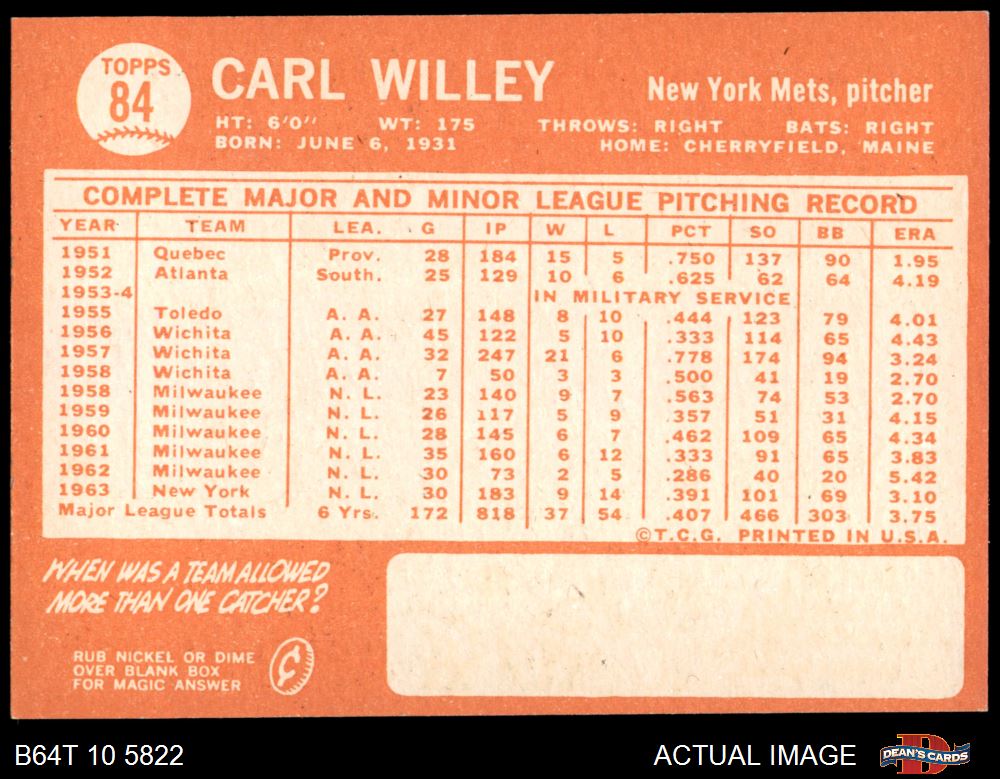 TOPPS
84
CARL WILLEY
New York Mets, pitcher
HT: 6'0" WT: 175 THROWS: RIGHT BATS: RIGHT
BORN: JUNE 6, 1931 HOME: CHERRYFIELD, MAINE
COMPLETE MAJOR AND MINOR LEAGUE PITCHING RECORD
YEAR TEAM LEA. G IP W L PCT SO BB ERA
1951 Quebec Prov. 28 184 15 5 .750 137 90 1.95
1952 Atlanta South. 25 129 10 6 .625 62 64 4.19
1953-4 IN MILITARY SERVICE
1955 Toledo A. A. 27 148 8 10 .444 123 79 4.01
1956 Wichita A. A. 45 122 5 10 .333 114 65 4.43
1957 Wichita A. A. 32 247 21 6 .778 174 94 3.24
1958 Wichita A. A. 7 50 3 3 .500 41 19 2.70
1958 Milwaukee N. L. 23 140 9 7 .563 74 53 2.70
1959 Milwaukee N. L. 26 117 5 9 .357 51 31 4.15
1960 Milwaukee N. L. 28 145 6 7 .462 109 65 4.34
1961 Milwaukee N. L. 35 160 6 12 .333 91 65 3.83
1962 Milwaukee N. L. 30 73 2 5 .286 40 20 5.42
1963 New York N. L. 30 183 9 14 .391 101 69 3.10
Major League Totals 6 Yrs. 172 818 37 54 .407 466 303 3.75
©T.C.G. PRINTED IN U.S.A.
WHEN WAS A TEAM ALLOWED
MORE THAN ONE CATCHER?
RUB NICKEL OR DIME
OVER BLANK BOX
FOR MAGIC ANSWER
¢
B64T 10 5822
ACTUAL IMAGE
DEAN'S CARDS